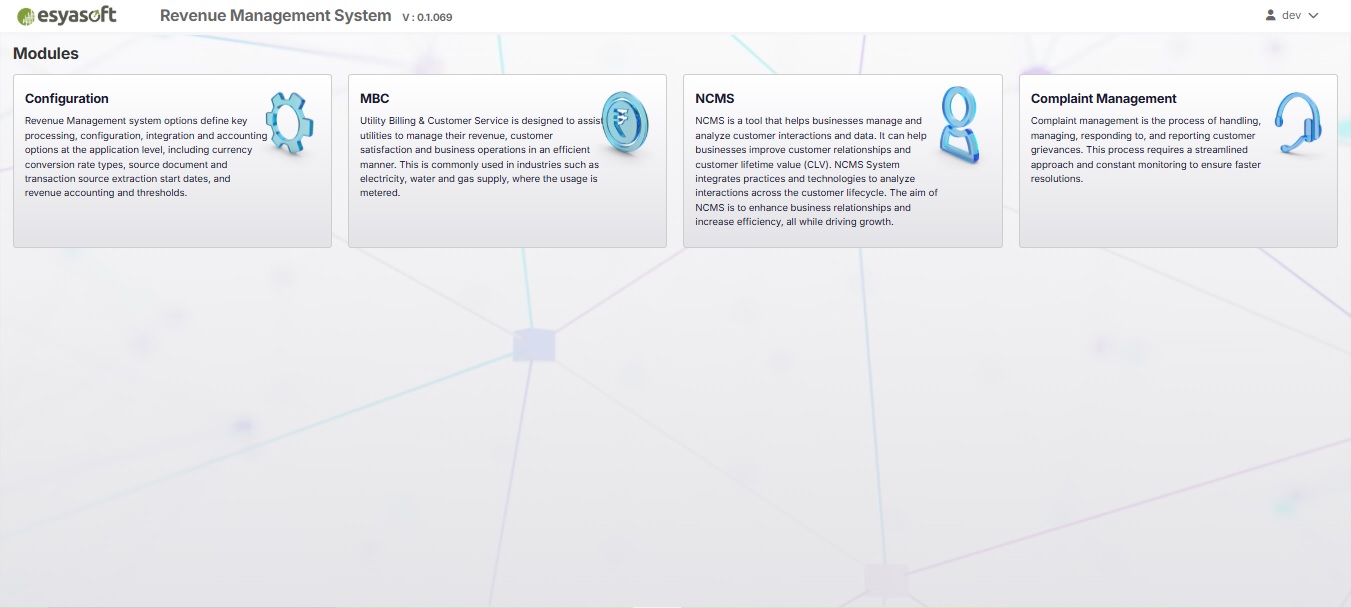 esyasoft
Revenue Management System V : 0.1.069
dev
Modules
Configuration
Revenue Management system options define key
processing, configuration, integration and accounting
options at the application level, including currency
conversion rate types, source document and
transaction source extraction start dates, and
revenue accounting and thresholds.
MBC
Utility Billing & Customer Service is designed to assist
utilities to manage their revenue, customer
satisfaction and business operations in an efficient
manner. This is commonly used in industries such as
electricity, water and gas supply, where the usage is
metered.
NCMS
NCMS is a tool that helps businesses manage and
analyze customer interactions and data. It can help
businesses improve customer relationships and
customer lifetime value (CLV). NCMS System
integrates practices and technologies to analyze
interactions across the customer lifecycle. The aim of
NCMS is to enhance business relationships and
increase efficiency, all while driving growth.
Complaint Management
Complaint management is the process of handling,
managing, responding to, and reporting customer
grievances. This process requires a streamlined
approach and constant monitoring to ensure faster
resolutions.